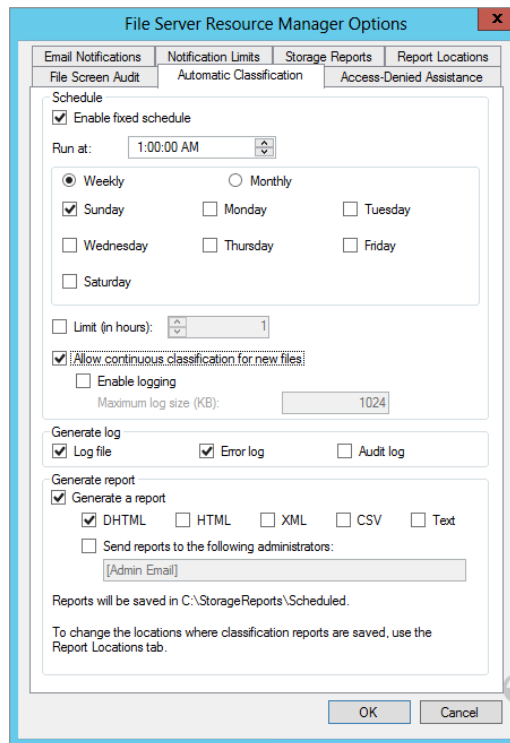 File Server Resource Manager Options
x
Email Notifications Notification Limits Storage Reports Report Locations
File Screen Audit Automatic Classification Access-Denied Assistance
Schedule
Enable fixed schedule
Run at: 1:00:00 AM
Weekly Monthly
Sunday Monday Tuesday
Wednesday Thursday Friday
Saturday
Limit (in hours): 1
Allow continuous classification for new files
Enable logging
Maximum log size (KB): 1024
Generate log
Log file Error log Audit log
Generate report
Generate a report
DHTML HTML XML CSV Text
Send reports to the following administrators:
[Admin Email]
Reports will be saved in C:\StorageReports\Scheduled.
To change the locations where classification reports are saved, use the
Report Locations tab.
OK Cancel